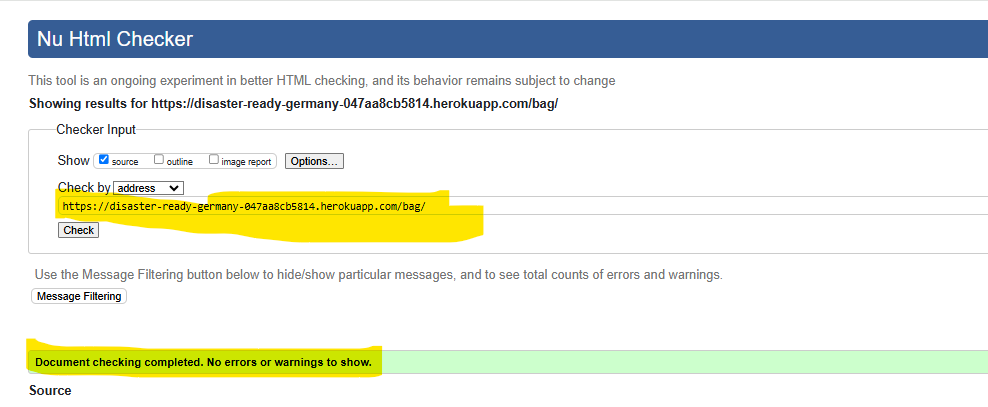 Nu Html Checker
This tool is an ongoing experiment in better HTML checking, and its behavior remains subject to change
Showing results for https://disaster-ready-germany-047aa8cb5814.herokuapp.com/bag/
Checker Input
Show source outline image report Options...
Check by address
https://disaster-ready-germany-047aa8cb5814.herokuapp.com/bag/
Check
Use the Message Filtering button below to hide/show particular messages, and to see total counts of errors and warnings.
Message Filtering
Document checking completed. No errors or warnings to show.
Source